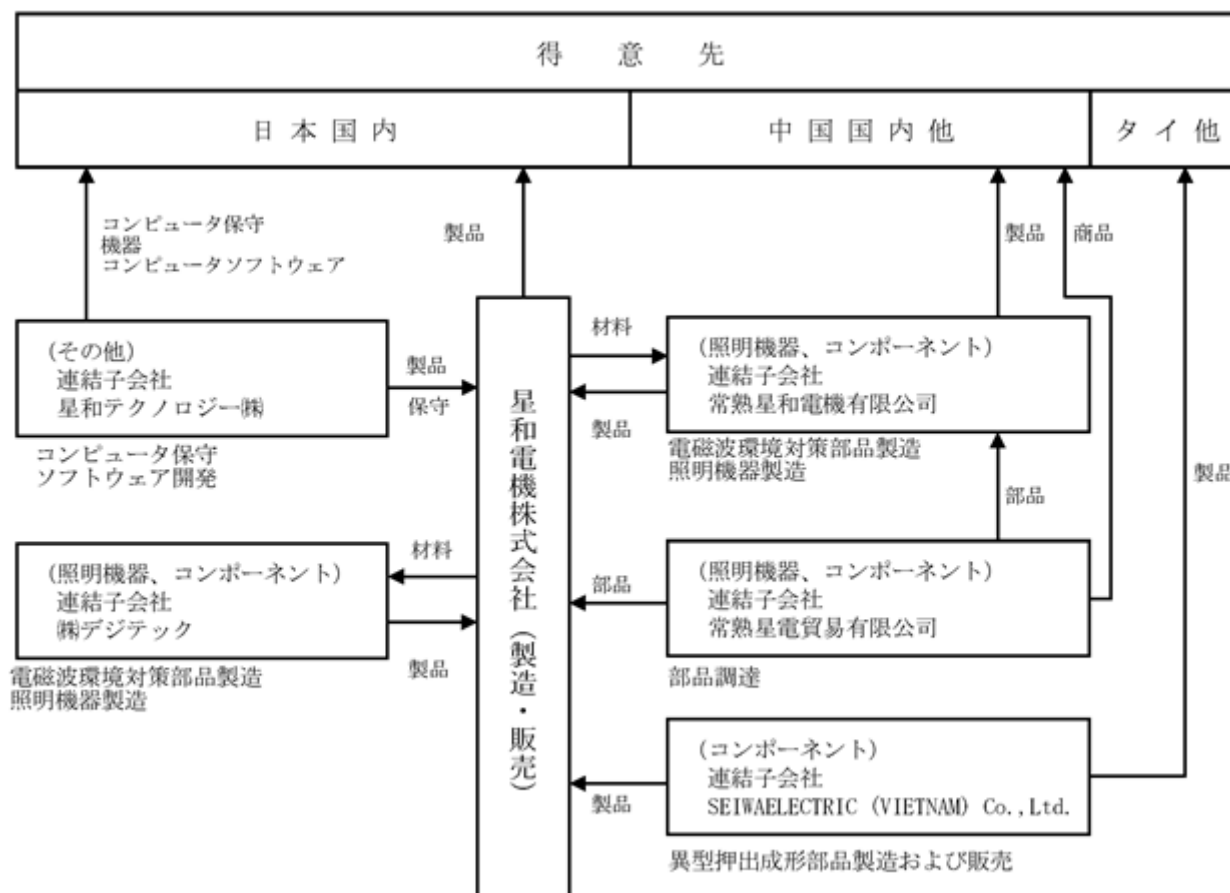 得意先
日本国内
中国国内他
タイ他
コンピュータ保守
機器
コンピュータソフトウェア
製品
製品
商品
(その他)
連結子会社
星和テクノロジー㈱
コンピュータ保守
ソフトウェア開発
製品
保守
材料
製品
(照明機器、コンポーネント)
連結子会社
常熟星和電機有限公司
電磁波環境対策部品製造
照明機器製造
製品
部品
星和電機株式会社(製造・販売)
(照明機器、コンポーネント)
連結子会社
㈱デジテック
電磁波環境対策部品製造
照明機器製造
材料
製品
部品
(照明機器、コンポーネント)
連結子会社
常熟星電貿易有限公司
部品調達
製品
(コンポーネント)
連結子会社
SEIWAELECTRIC (VIETNAM) Co.,Ltd.
異型押出成形部品製造および販売